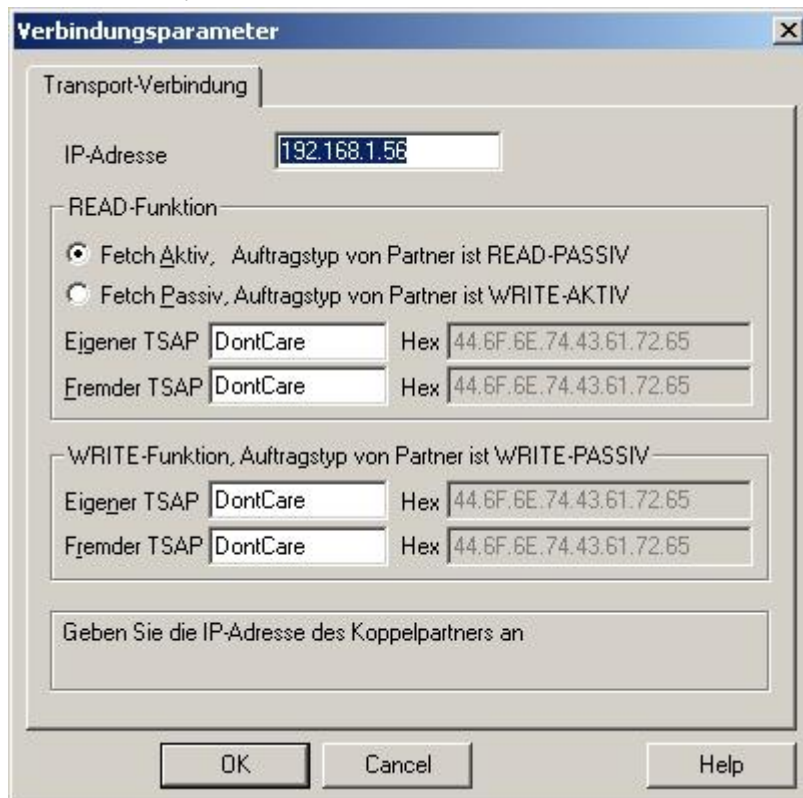 Verbindungsparameter
Transport-Verbindung
IP-Adresse 192.168.1.56
READ-Funktion
Fetch Aktiv, Auftragstyp von Partner ist READ-PASSIV
Fetch Passiv, Auftragstyp von Partner ist WRITE-AKTIV
Eigener TSAP DontCare Hex 44.6F.6E.74.43.61.72.65
Fremder TSAP DontCare Hex 44.6F.6E.74.43.61.72.65
WRITE-Funktion, Auftragstyp von Partner ist WRITE-PASSIV
Eigener TSAP DontCare Hex 44.6F.6E.74.43.61.72.65
Fremder TSAP DontCare Hex 44.6F.6E.74.43.61.72.65
Geben Sie die IP-Adresse des Koppelpartners an
OK Cancel Help